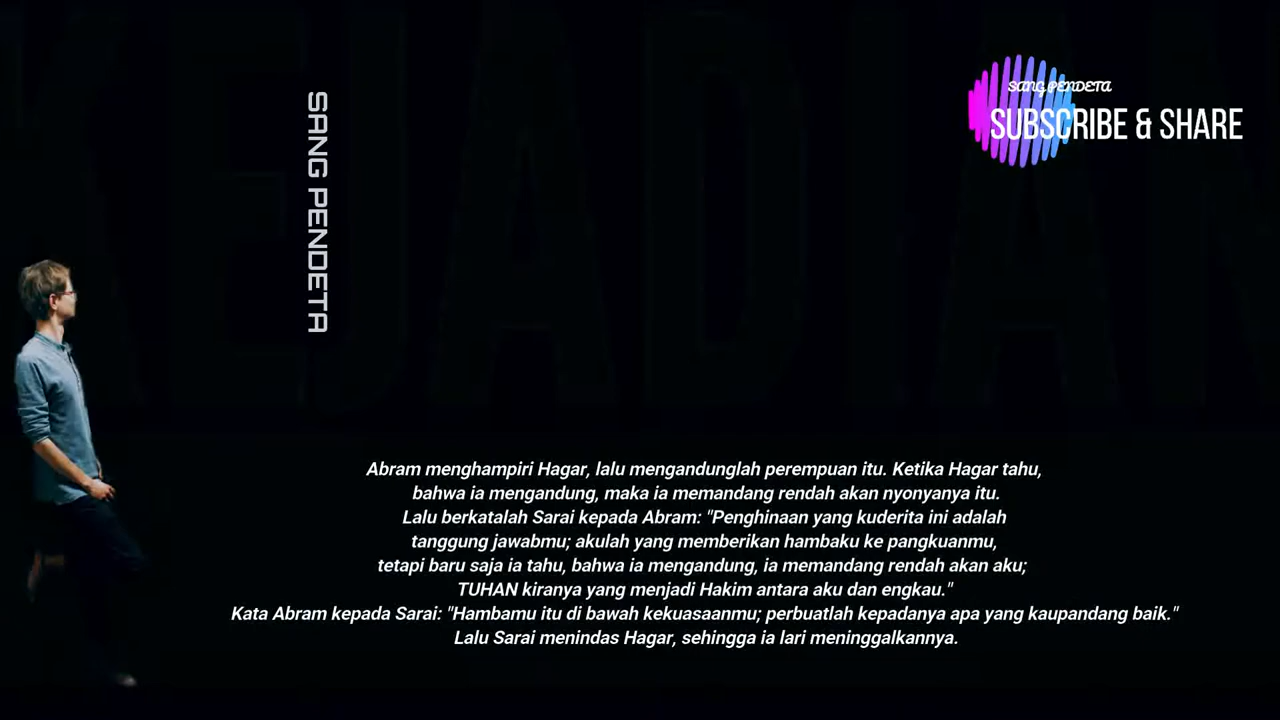 KEJADIAN
SANG PENDETA
SANG PENDETA
SUBSCRIBE & SHARE
Abram menghampiri Hagar, lalu mengandunglah perempuan itu. Ketika Hagar tahu,
bahwa ia mengandung, maka ia memandang rendah akan nyonyanya itu.
Lalu berkatalah Sarai kepada Abram: "Penghinaan yang kuderita ini adalah
tanggung jawabmu; akulah yang memberikan hambaku ke pangkuanmu,
tetapi baru saja ia tahu, bahwa ia mengandung, ia memandang rendah akan aku;
TUHAN kiranya yang menjadi Hakim antara aku dan engkau."
Kata Abram kepada Sarai: "Hambamu itu di bawah kekuasaanmu; perbuatlah kepadanya apa yang kaupandang baik."
Lalu Sarai menindas Hagar, sehingga ia lari meninggalkannya.